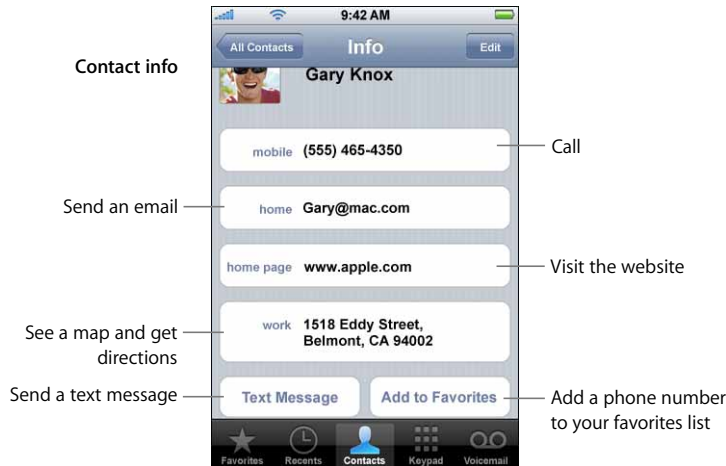 9:42 AM
All Contacts
Info
Edit
Contact info
Gary Knox
mobile (555) 465-4350
Call
Send an email
home Gary@mac.com
home page www.apple.com
Visit the website
See a map and get
directions
work 1518 Eddy Street,
Belmont, CA 94002
Send a text message
Text Message
Add to Favorites
Add a phone number
to your favorites list
Favorites
Recents
Contacts
Keypad
Voicemail